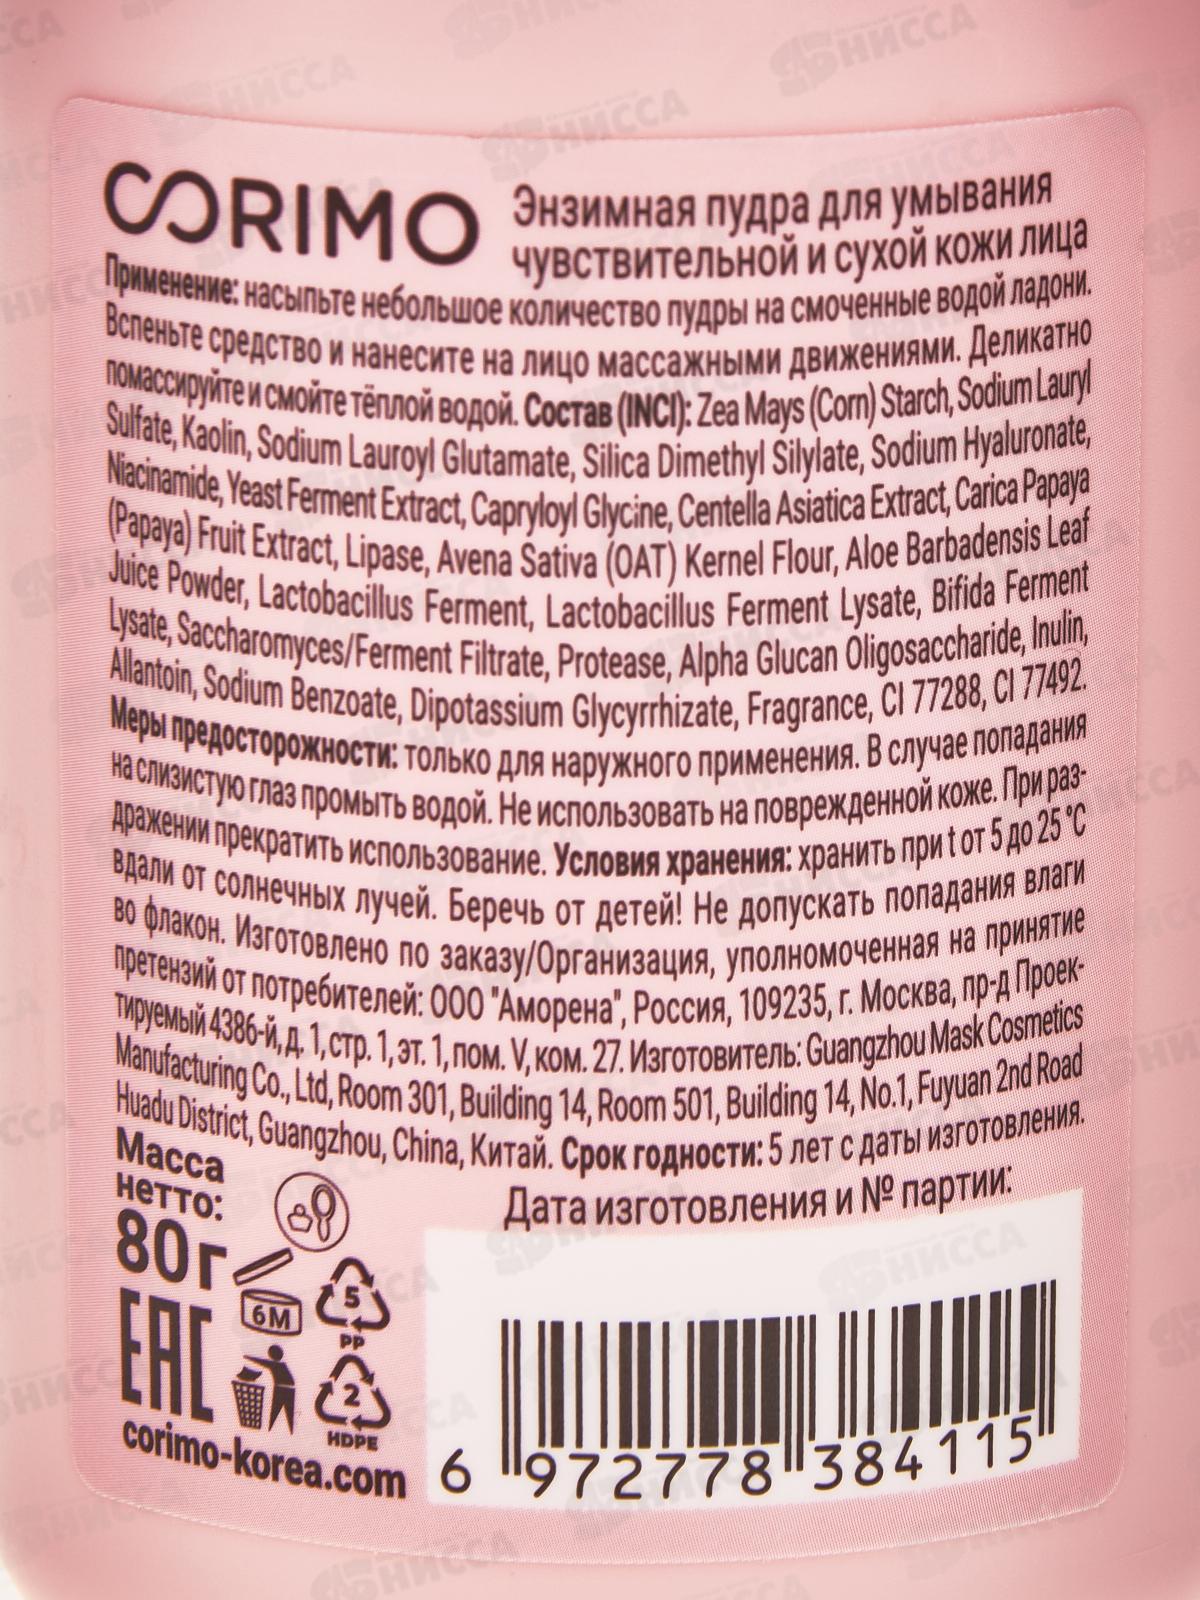 CORIMO
Энзимная пудра для умывания
чувствительной и сухой кожи лица
Применение: насыпьте небольшое количество пудры на смоченные водой ладони.
Вспеньте средство и нанесите на лицо массажными движениями. Деликатно
помассируйте и смойте тёплой водой. Состав (INCI): Zea Mays (Corn) Starch, Sodium Lauryl
Sulfate, Kaolin, Sodium Lauroyl Glutamate, Silica Dimethyl Silylate, Sodium Hyaluronate,
Niacinamide, Yeast Ferment Extract, Capryloyl Glycine, Centella Asiatica Extract, Carica Papaya
(Papaya) Fruit Extract, Lipase, Avena Sativa (OAT) Kernel Flour, Aloe Barbadensis Leaf
Juice Powder, Lactobacillus Ferment, Lactobacillus Ferment Lysate, Bifida Ferment
Lysate, Saccharomyces/Ferment Filtrate, Protease, Alpha Glucan Oligosaccharide, Inulin,
Allantoin, Sodium Benzoate, Dipotassium Glycyrrhizate, Fragrance, CI 77288, CI 77492.
Меры предосторожности: только для наружного применения. В случае попадания
на слизистую глаз промыть водой. Не использовать на поврежденной коже. При раз-
дражении прекратить использование. Условия хранения: хранить при t от 5 до 25 °C
вдали от солнечных лучей. Беречь от детей! Не допускать попадания влаги
во флакон. Изготовлено по заказу/Организация, уполномоченная на принятие
претензий от потребителей: ООО "Аморена", Россия, 109235, г. Москва, пр-д Проек-
тируемый 4386-й, д. 1, стр. 1, эт. 1, пом. V, ком. 27. Изготовитель: Guangzhou Mask Cosmetics
Manufacturing Co., Ltd, Room 301, Building 14, Room 501, Building 14, No.1, Fuyuan 2nd Road
Huadu District, Guangzhou, China, Китай. Срок годности: 5 лет с даты изготовления.
Масса
нетто:
80 г
Дата изготовления и № партии:
6M
5
PP
EAC
2
HDPE
corimo-korea.com
6 972778 384115
ЯБНИССА